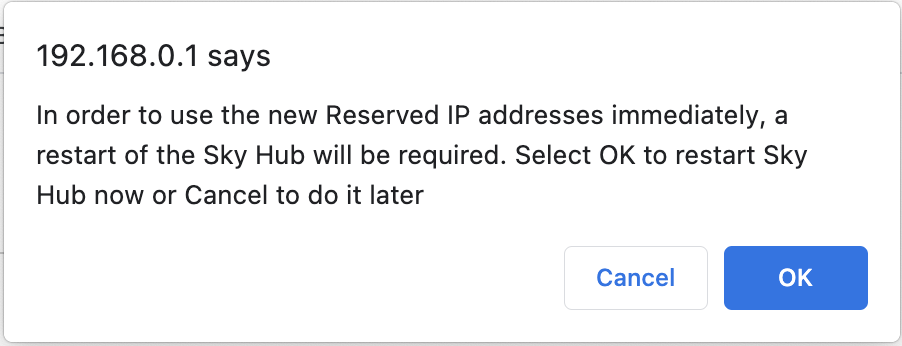 192.168.0.1 says
In order to use the new Reserved IP addresses immediately, a
restart of the Sky Hub will be required. Select OK to restart Sky
Hub now or Cancel to do it later
Cancel
OK